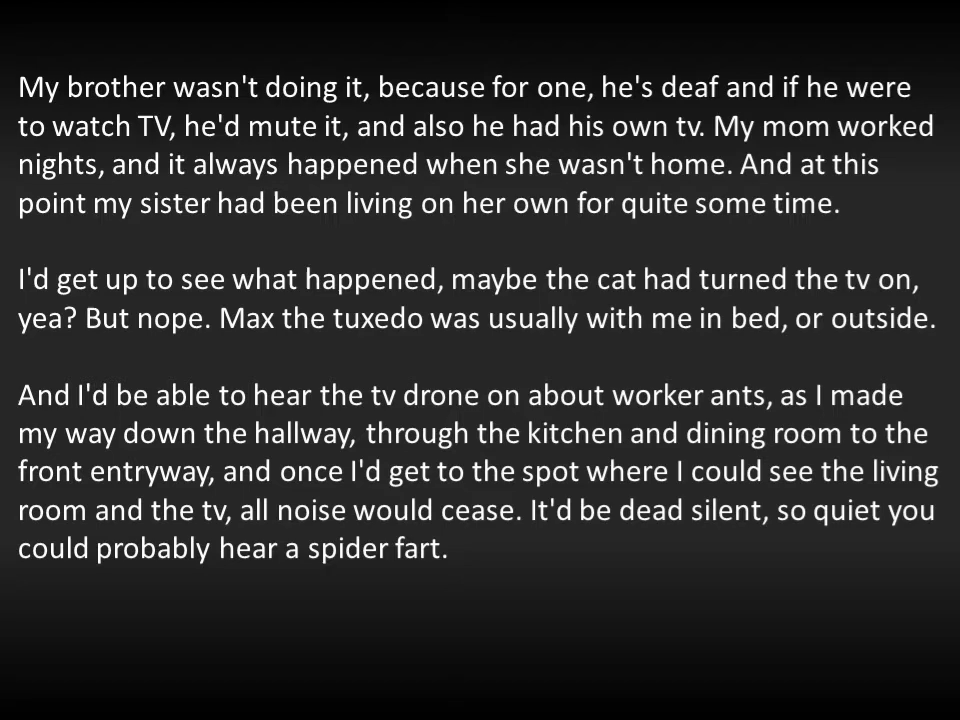 My brother wasn't doing it, because for one, he's deaf and if he were
to watch TV, he'd mute it, and also he had his own tv. My mom worked
nights, and it always happened when she wasn't home. And at this
point my sister had been living on her own for quite some time.
I'd get up to see what happened, maybe the cat had turned the tv on,
yea? But nope. Max the tuxedo was usually with me in bed, or outside.
And I'd be able to hear the tv drone on about worker ants, as I made
my way down the hallway, through the kitchen and dining room to the
front entryway, and once I'd get to the spot where I could see the living
room and the tv, all noise would cease. It'd be dead silent, so quiet you
could probably hear a spider fart.